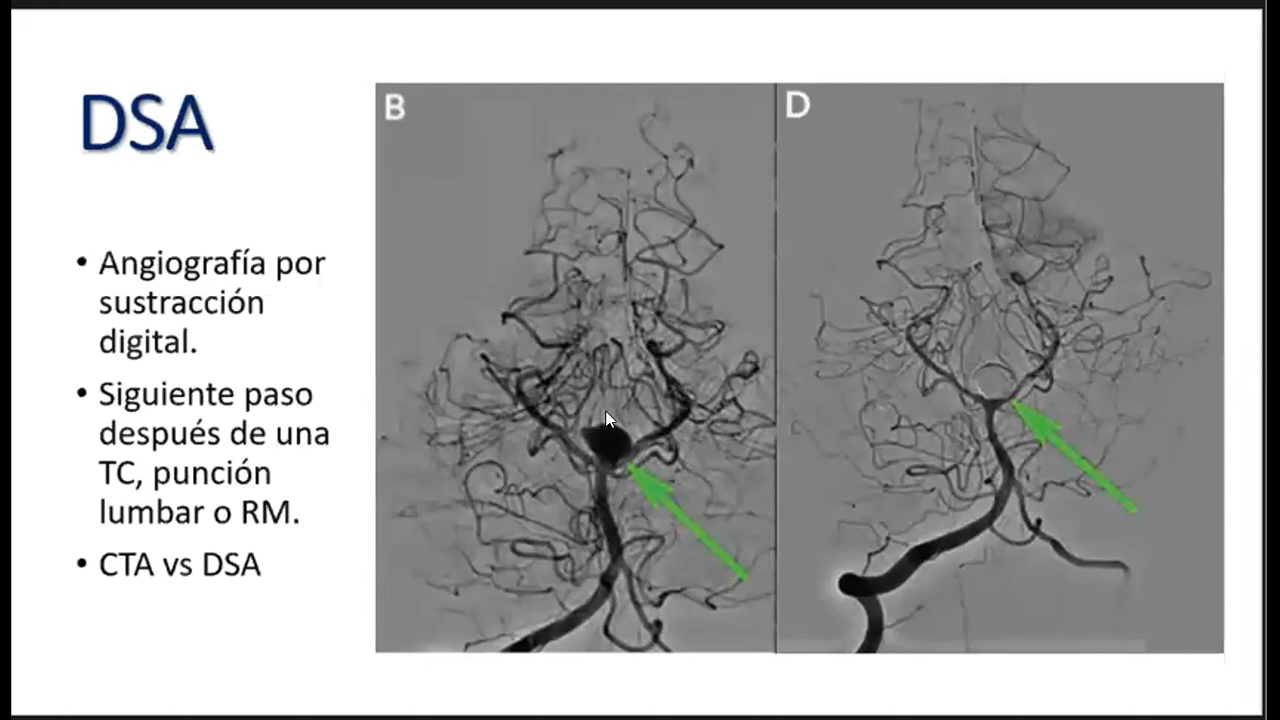 DSA
• Angiografía por
sustracción
digital.
• Siguiente paso
después de una
TC, punción
lumbar o RM.
• CTA vs DSA
B
D